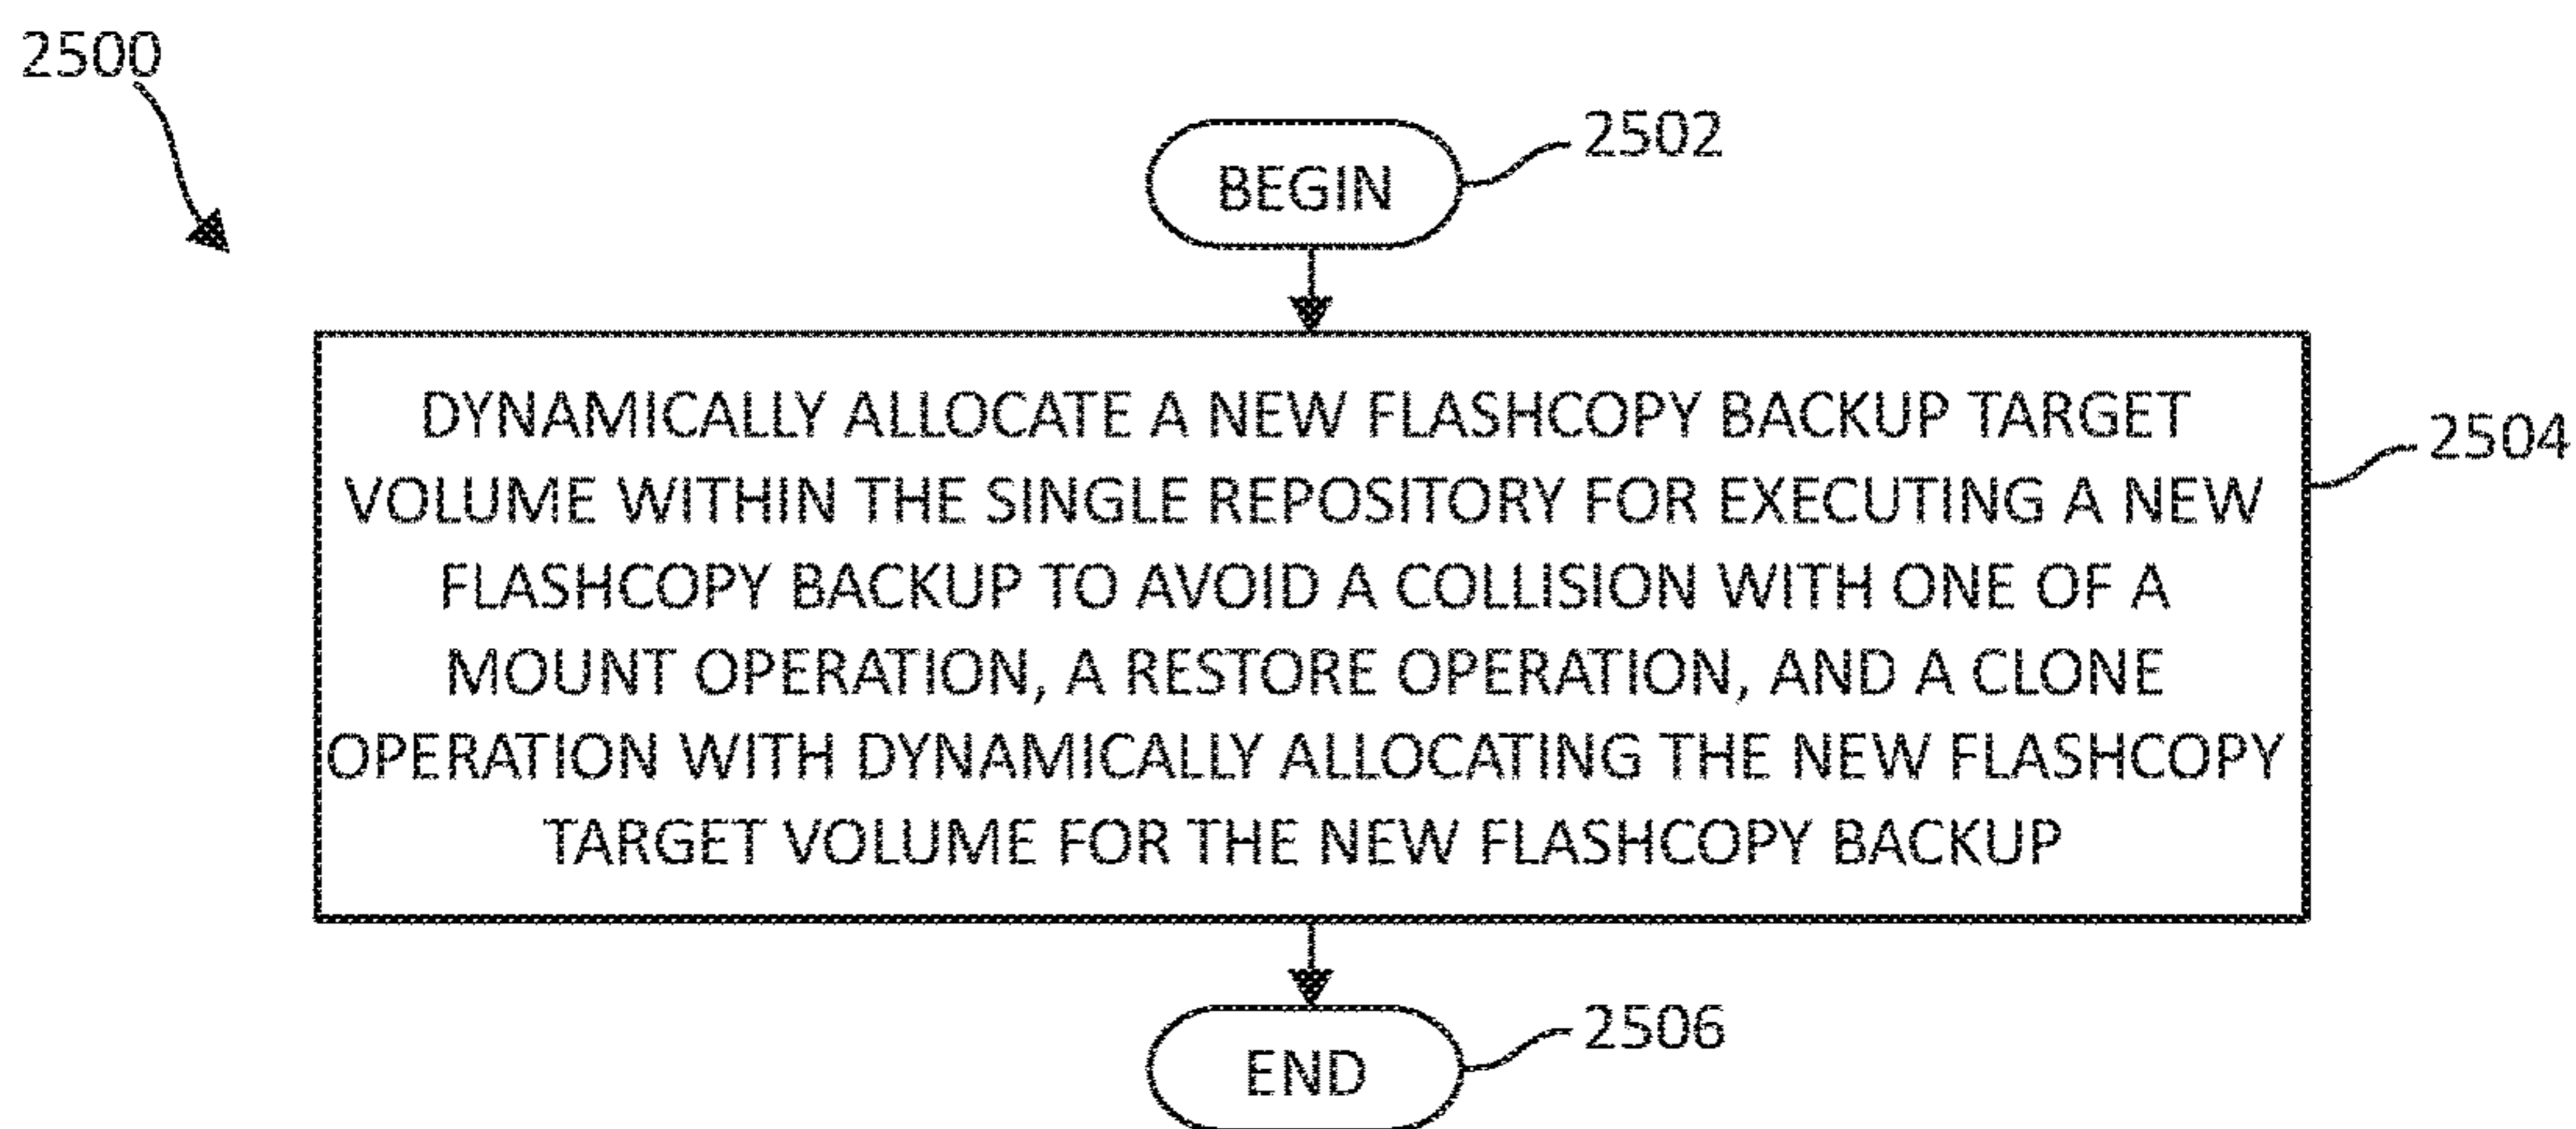 2500
BEGIN
2502
DYNAMICALLY ALLOCATE A NEW FLASHCOPY BACKUP TARGET
VOLUME WITHIN THE SINGLE REPOSITORY FOR EXECUTING A NEW
FLASHCOPY BACKUP TO AVOID A COLLISION WITH ONE OF A
MOUNT OPERATION, A RESTORE OPERATION, AND A CLONE
OPERATION WITH DYNAMICALLY ALLOCATING THE NEW FLASHCOPY
TARGET VOLUME FOR THE NEW FLASHCOPY BACKUP
2504
END
2506